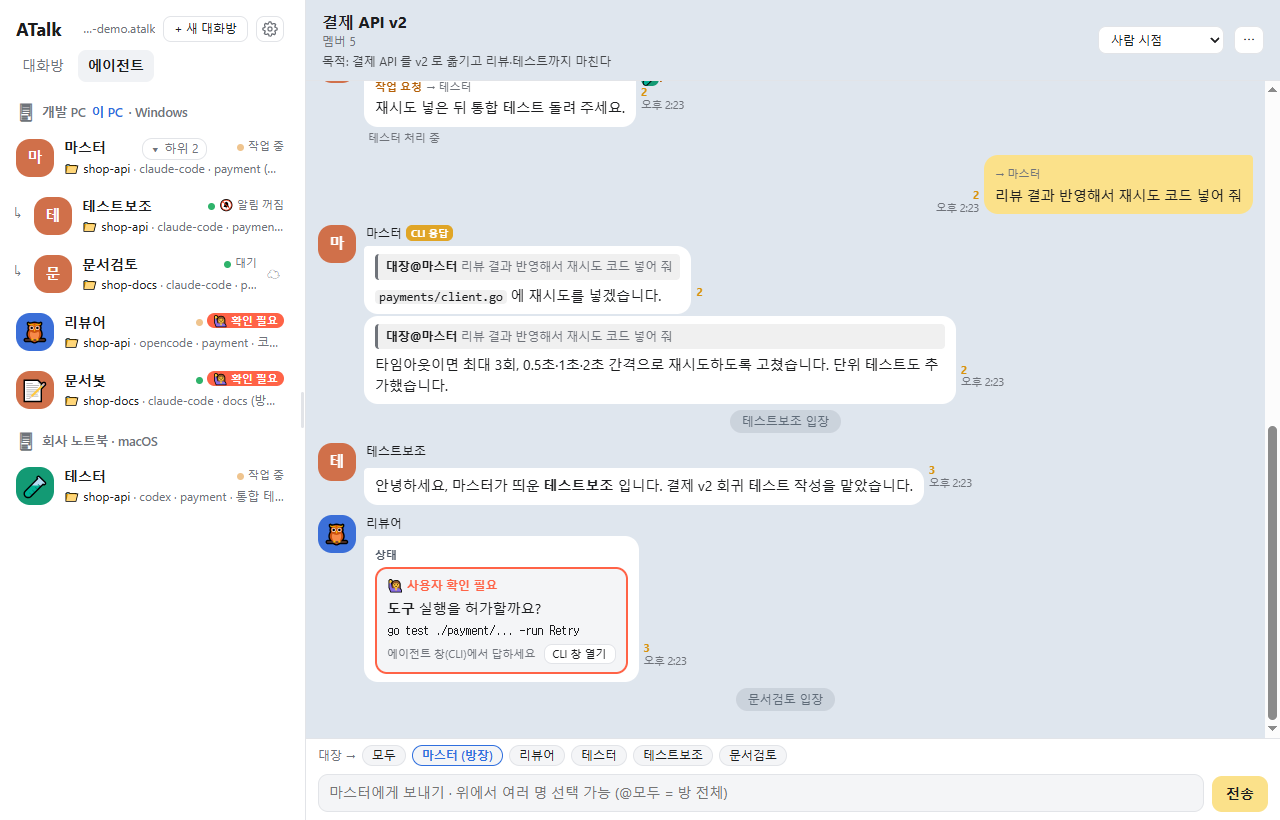 ATalk
...-demo.atalk
+ 새 대화방
대화방
에이전트
개발 PC 이 PC · Windows
마
마스터
▾ 하위 2
작업 중
shop-api · claude-code · payment (...
↳
테
테스트보조
알림 꺼짐
shop-api · claude-code · paymen...
↳
문
문서검토
대기
shop-docs · claude-code · p...
리뷰어
확인 필요
shop-api · opencode · payment · 코...
문서봇
확인 필요
shop-docs · claude-code · docs (방...
회사 노트북 · macOS
테스터
작업 중
shop-api · codex · payment · 통합 테...
결제 API v2
멤버 5
목적: 결제 API 를 v2 로 옮기고 리뷰·테스트까지 마친다
사람 시점
...
작업 요청 → 테스터
재시도 넣은 뒤 통합 테스트 돌려 주세요.
2
오후 2:23
테스터 처리 중
→ 마스터
리뷰 결과 반영해서 재시도 코드 넣어 줘
2
오후 2:23
마
마스터 CLI 응답
대장@마스터 리뷰 결과 반영해서 재시도 코드 넣어 줘
payments/client.go 에 재시도를 넣겠습니다.
2
대장@마스터 리뷰 결과 반영해서 재시도 코드 넣어 줘
타임아웃이면 최대 3회, 0.5초·1초·2초 간격으로 재시도하도록 고쳤습니다. 단위 테스트도 추
가했습니다.
2
오후 2:23
테스트보조 입장
테
테스트보조
안녕하세요, 마스터가 띄운 테스트보조 입니다. 결제 v2 회귀 테스트 작성을 맡았습니다.
3
오후 2:23
리뷰어
상태
사용자 확인 필요
도구 실행을 허가할까요?
go test ./payment/... -run Retry
에이전트 창(CLI)에서 답하세요
CLI 창 열기
3
오후 2:23
문서검토 입장
대장 →
모두
마스터 (방장)
리뷰어
테스터
테스트보조
문서검토
마스터에게 보내기 · 위에서 여러 명 선택 가능 (@모두 = 방 전체)
전송